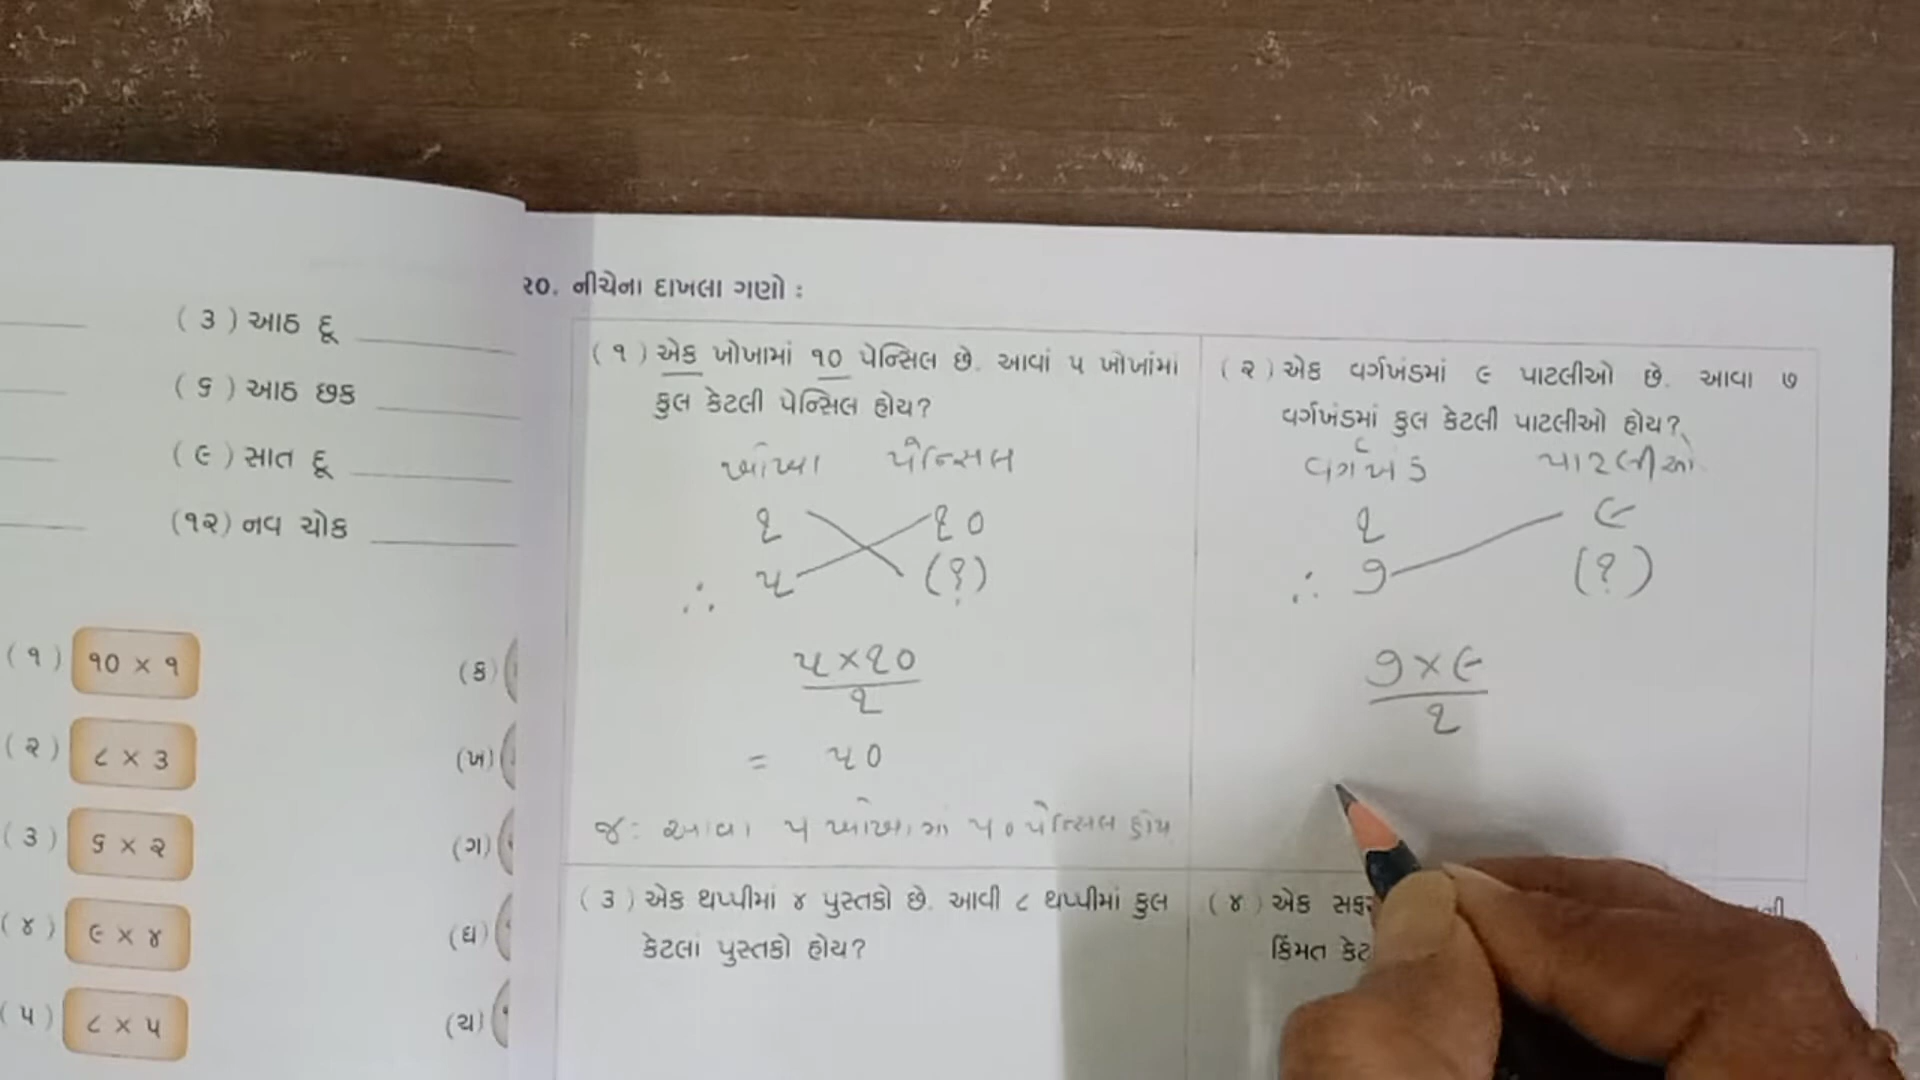 (૩) આઠ દૂ
(૬) આઠ છક
(૯) સાત દૂ
(૧૨) નવ ચોક
(૧) ૧૦ × ૧
(ક)
(૨) ૮ × ૩
(ખ)
(૩) ૬ × ૨
(ગ)
(૪) ૯ × ૪
(ઘ)
(૫) ૮ × ૫
(ચ)
૨૦. નીચેના દાખલા ગણો :
(૧) એક ખોખામાં ૧૦ પેન્સિલ છે. આવાં ૫ ખોખાંમાં
કુલ કેટલી પેન્સિલ હોય?
ખોખા પેન્સિલ
૧ ૧૦
∴ ૫ (?)
૫×૧૦
૧
= ૫૦
જ: આવા ૫ ખોખામાં ૫૦ પેન્સિલ હોય
(૨) એક વર્ગખંડમાં ૯ પાટલીઓ છે. આવા ૭
વર્ગખંડમાં કુલ કેટલી પાટલીઓ હોય?
વર્ગખંડ પાટલીઓ
૧ ૯
∴ ૭ (?)
૭×૯
૧
(૩) એક થપ્પીમાં ૪ પુસ્તકો છે. આવી ૮ થપ્પીમાં કુલ
કેટલાં પુસ્તકો હોય?
(૪) એક
કિંમત